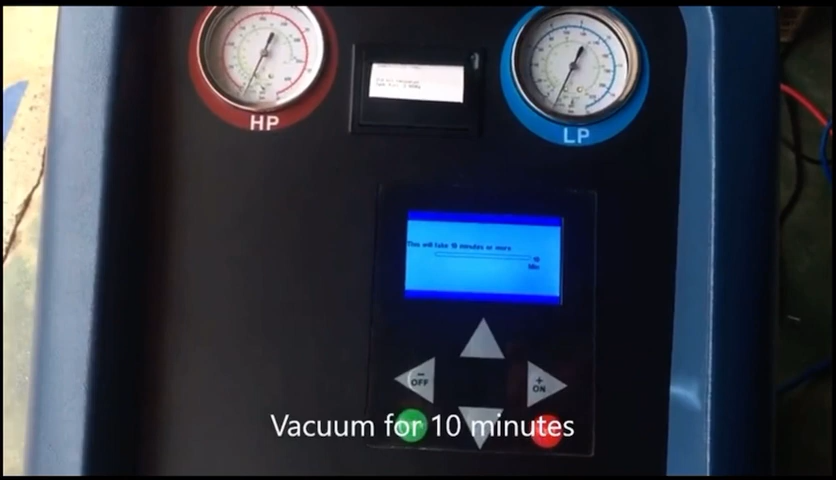 HP
LP
This will take 10 minutes or more
10
Min
−
OFF
+
ON
Vacuum for 10 minutes